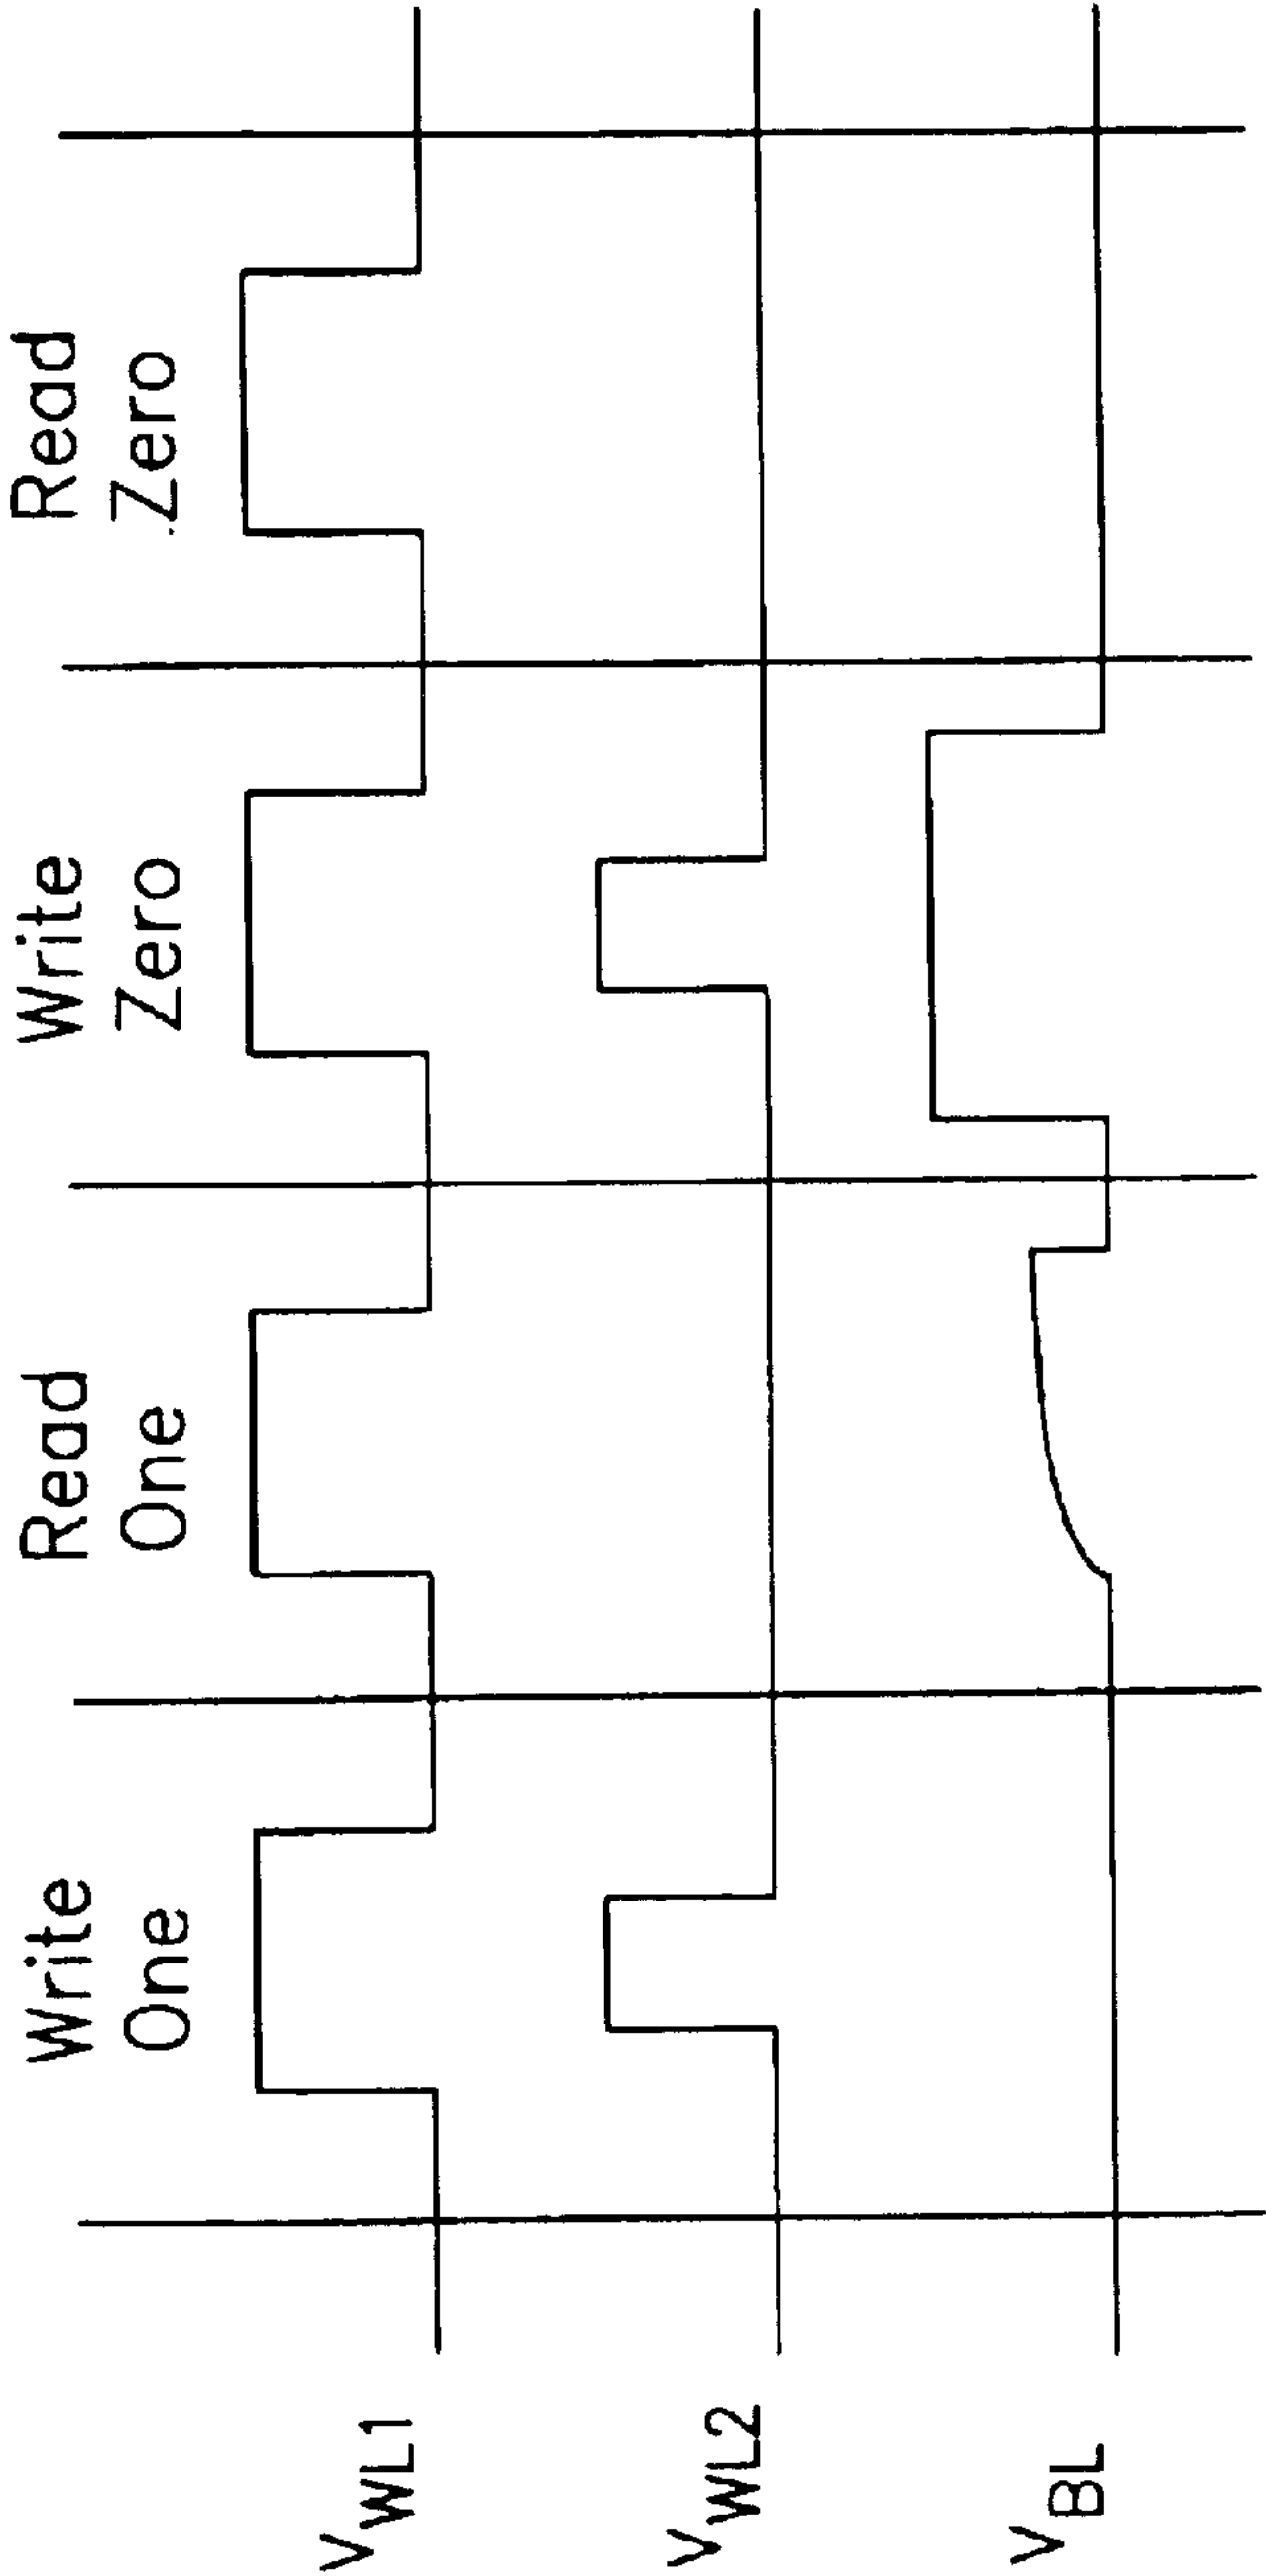 Write
One
Read
One
Write
Zero
Read
Zero
VWL1
VWL2
VBL